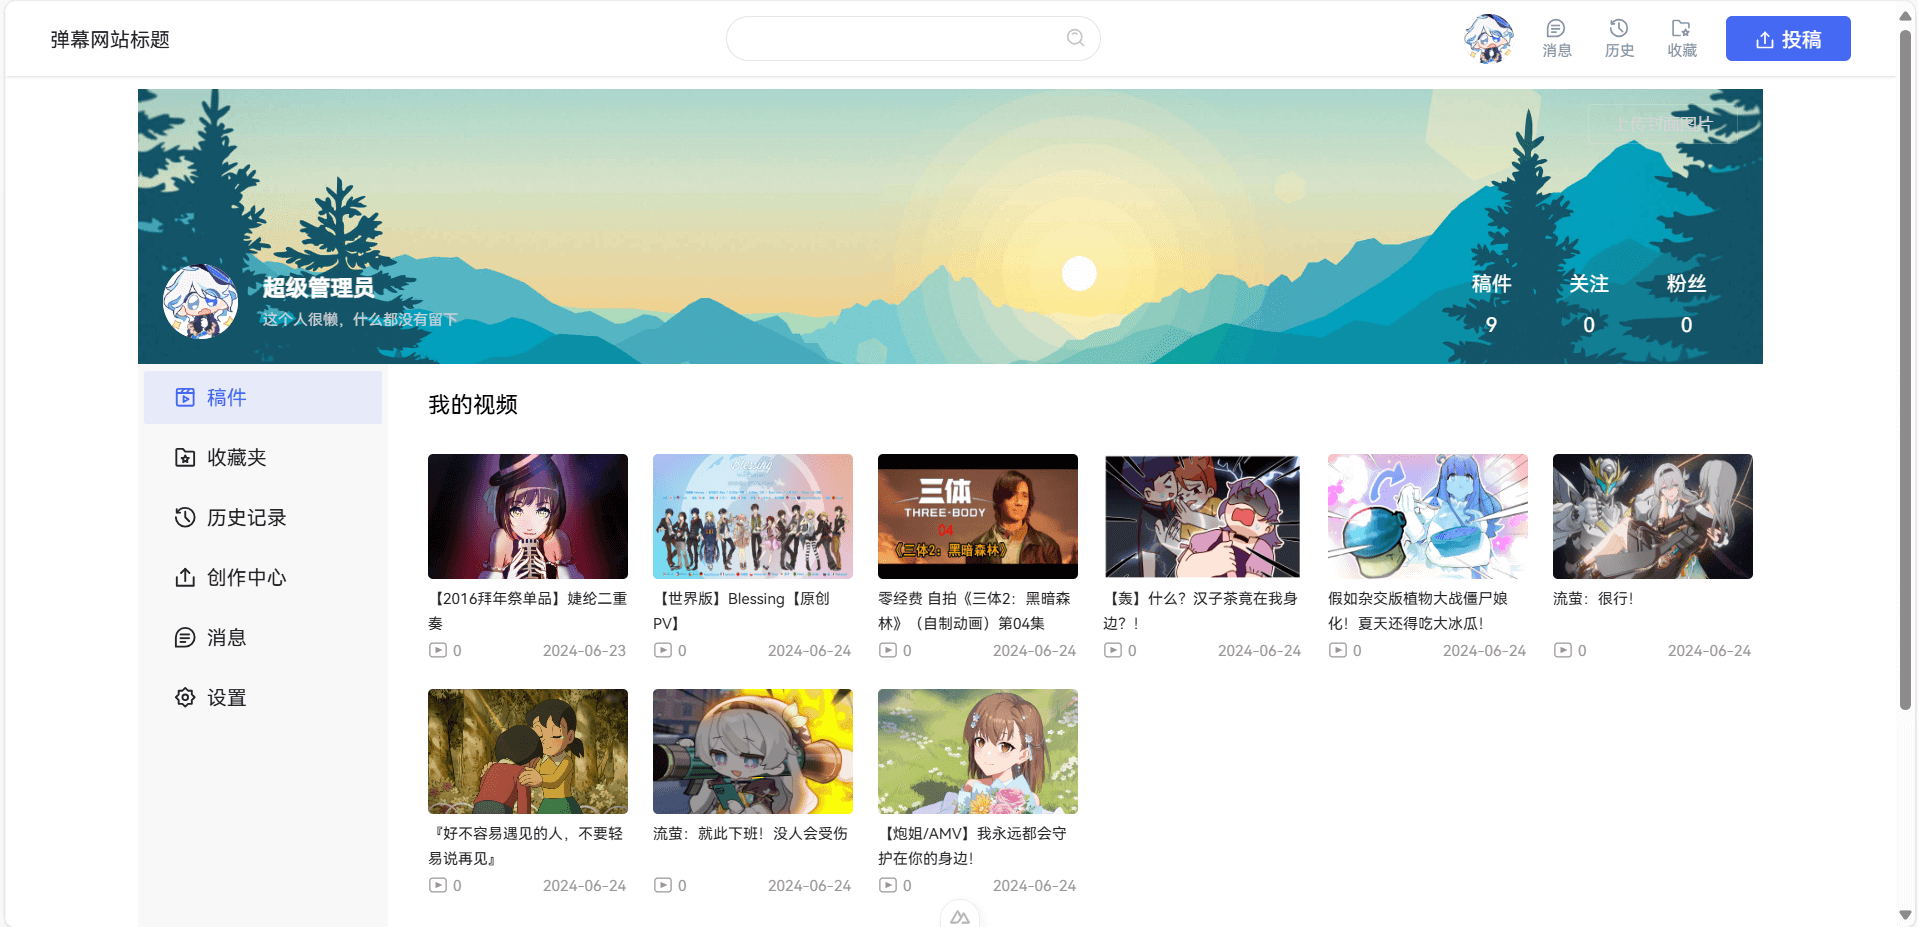 弹幕网站标题
消息
历史
收藏
投稿
上传封面图片
超级管理员
这个人很懒，什么都没有留下
稿件
关注
粉丝
9
0
0
稿件
收藏夹
历史记录
创作中心
消息
设置
我的视频
Blessing
三体
THREE-BODY
04
《三体2：黑暗森林》
【2016拜年祭单品】婕纶二重
奏
0 2024-06-23
【世界版】Blessing【原创
PV】
0 2024-06-24
零经费 自拍《三体2：黑暗森
林》（自制动画）第04集
0 2024-06-24
【轰】什么？汉子茶竟在我身
边？！
0 2024-06-24
假如杂交版植物大战僵尸娘
化！夏天还得吃大冰瓜！
0 2024-06-24
流萤：很行！
0 2024-06-24
『好不容易遇见的人，不要轻
易说再见』
0 2024-06-24
流萤：就此下班！没人会受伤
0 2024-06-24
【炮姐/AMV】我永远都会守
护在你的身边！
0 2024-06-24